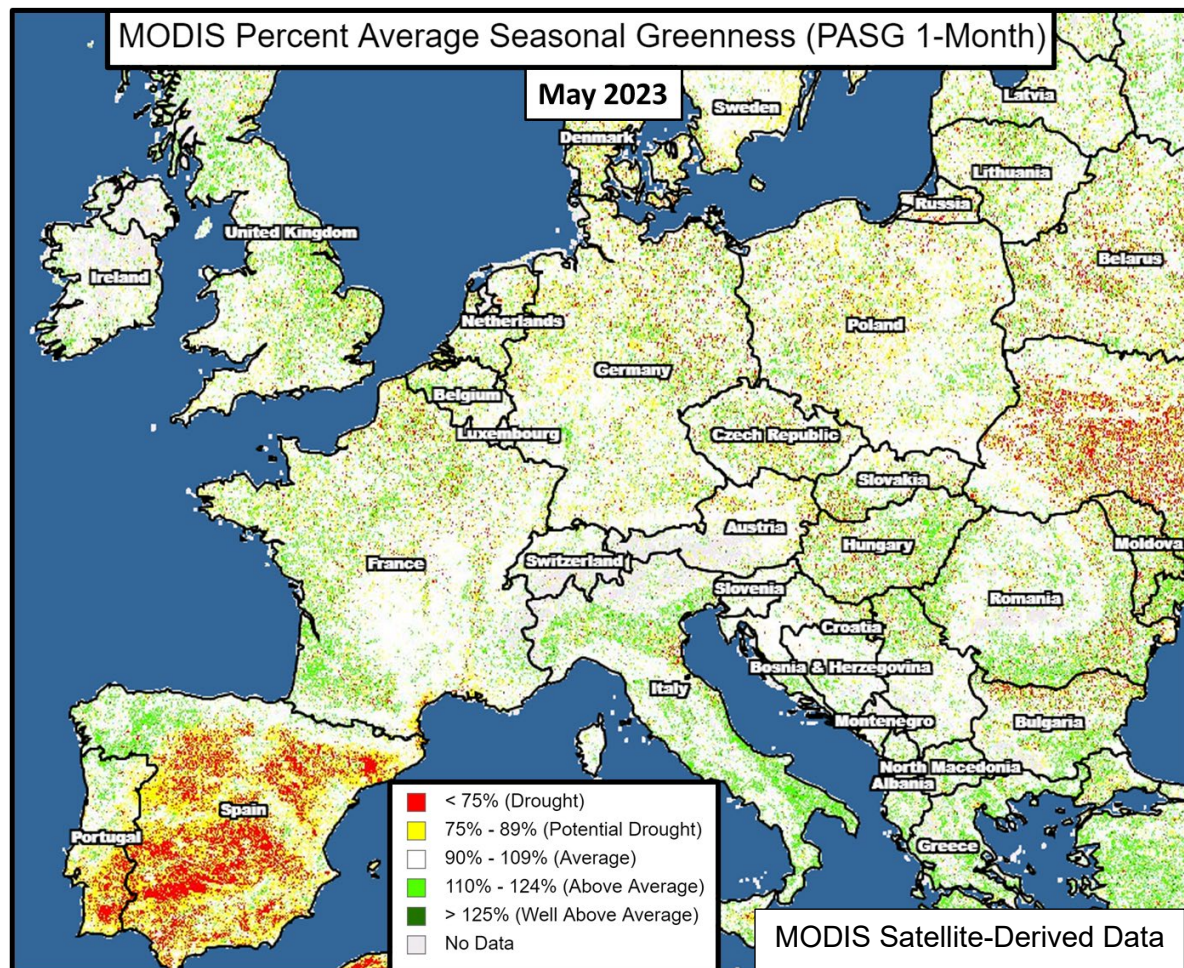 MODIS Percent Average Seasonal Greenness (PASG 1-Month)
May 2023
Sweden
Latvia
Denmark
Lithuania
Russia
United Kingdom
Belarus
Ireland
Netherlands
Poland
Germany
Belgium
Luxembourg
Czech Republic
Slovakia
Austria
Hungary
Moldova
France
Switzerland
Slovenia
Romania
Croatia
Bosnia & Herzegovina
Italy
Montenegro
Bulgaria
North Macedonia
Albania
Spain
Portugal
Greece
< 75% (Drought)
75% - 89% (Potential Drought)
90% - 109% (Average)
110% - 124% (Above Average)
> 125% (Well Above Average)
No Data
MODIS Satellite-Derived Data